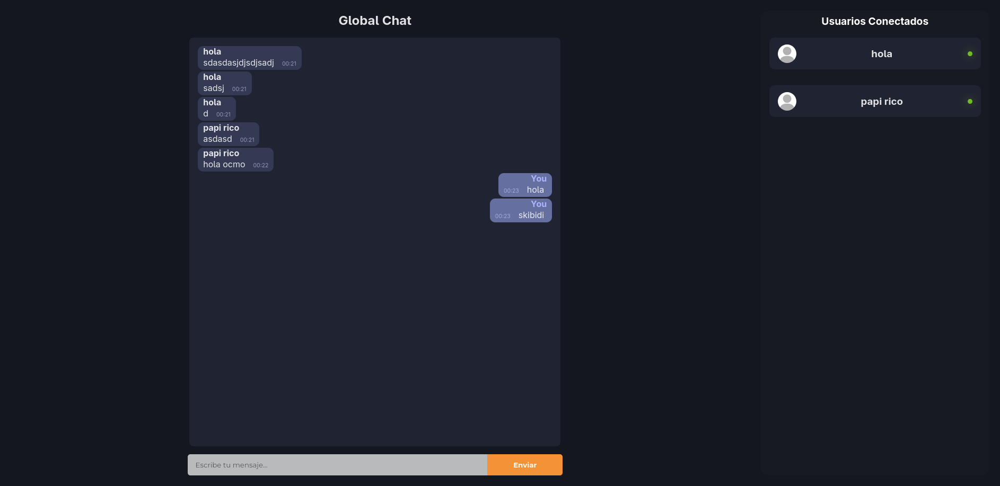 Global Chat
hola
sdasdasjdjsdjsadj 00:21
hola
sadsj 00:21
hola
d 00:21
papi rico
asdasd 00:21
papi rico
hola ocmo 00:22
You
00:23 hola
You
00:23 skibidi
Escribe tu mensaje...
Enviar
Usuarios Conectados
hola
papi rico